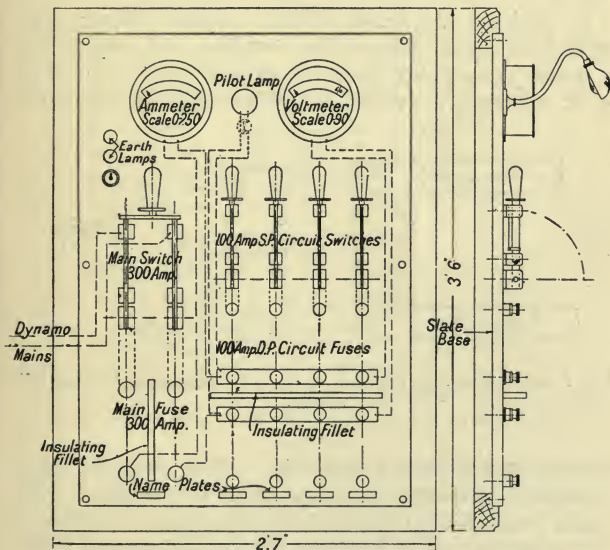 Pilot Lamp
Ammeter
Scale 0-250
Voltmeter
Scale 0-90
Earth
Lamps
100 Amp S.P. Circuit Switches
Main Switch
300 Amp.
Dynamo
Mains
100 Amp. D.P. Circuit Fuses
Main Fuse
300 Amp.
Insulating
Fillet
Insulating Fillet
Name Plates
2'.7"
3' 6"
Slate
Base